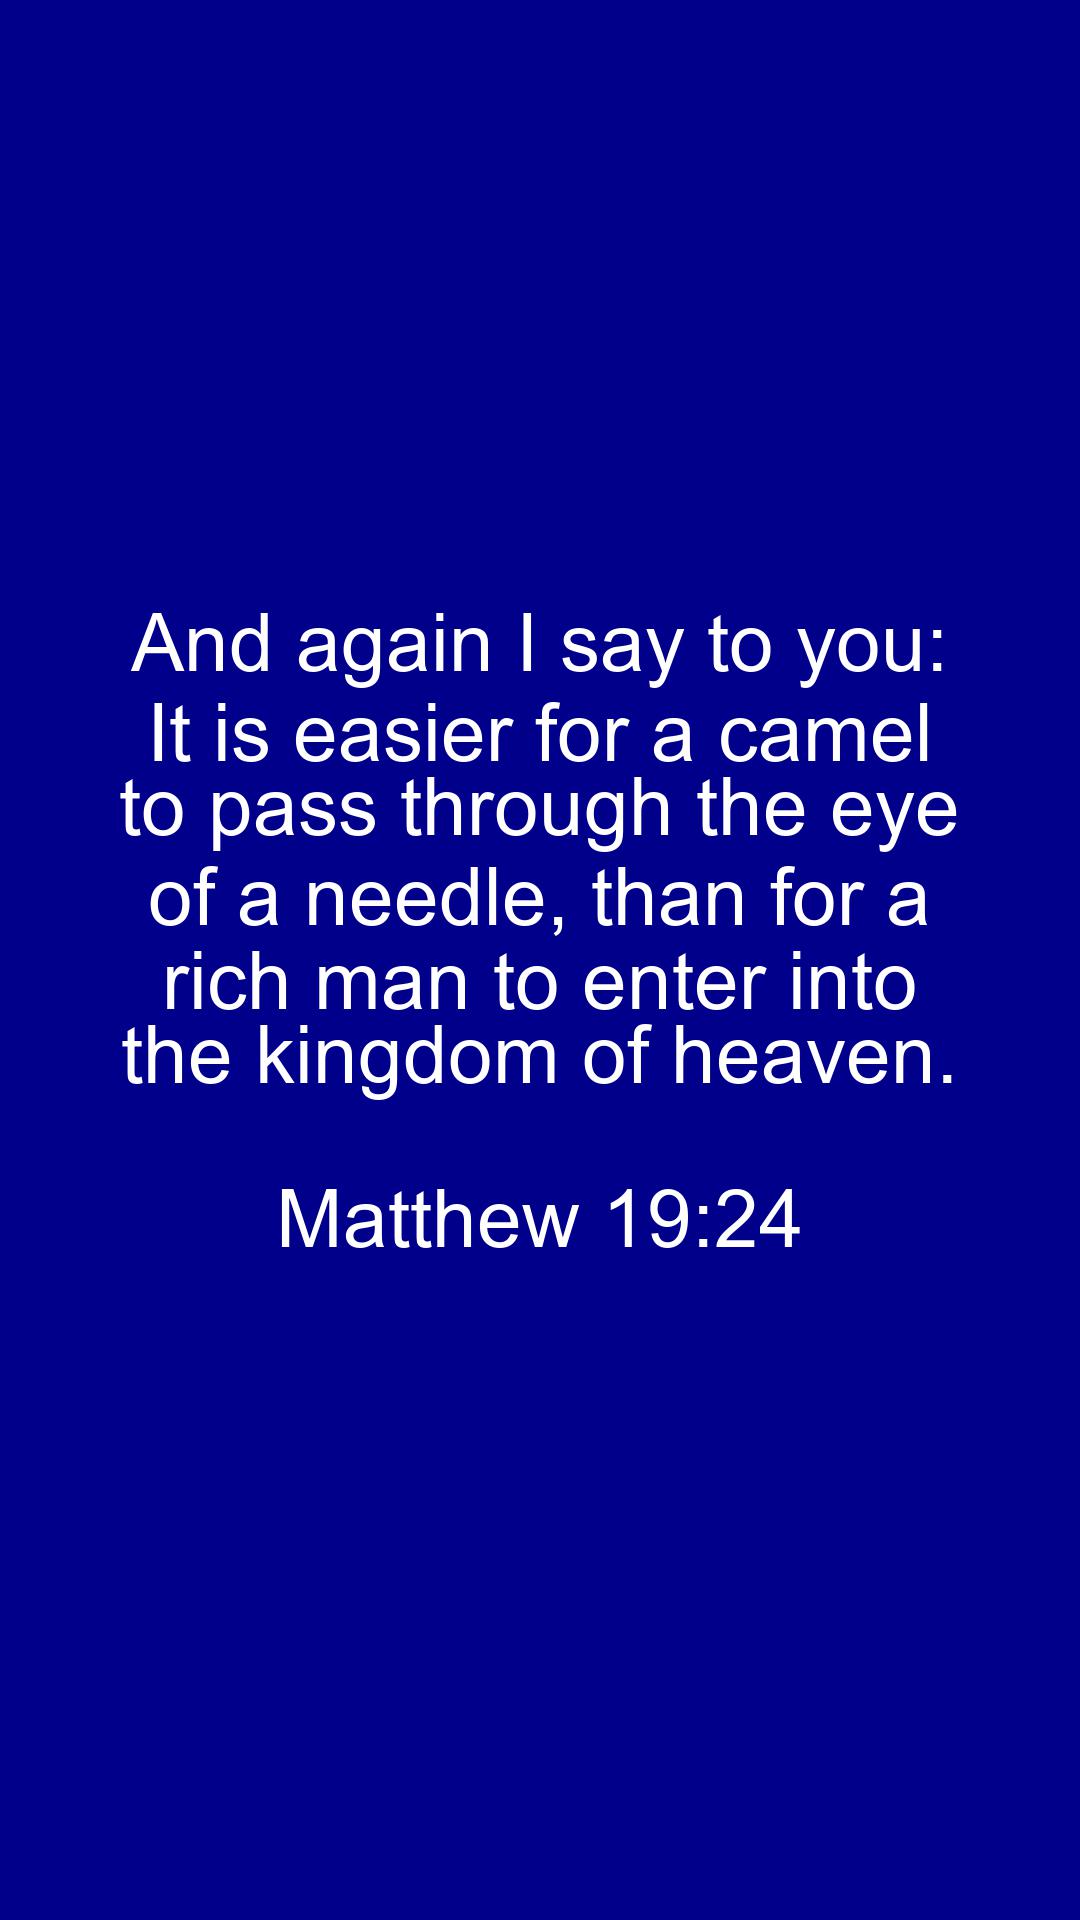 And again I say to you:
It is easier for a camel
to pass through the eye
of a needle, than for a
rich man to enter into
the kingdom of heaven.
Matthew 19:24